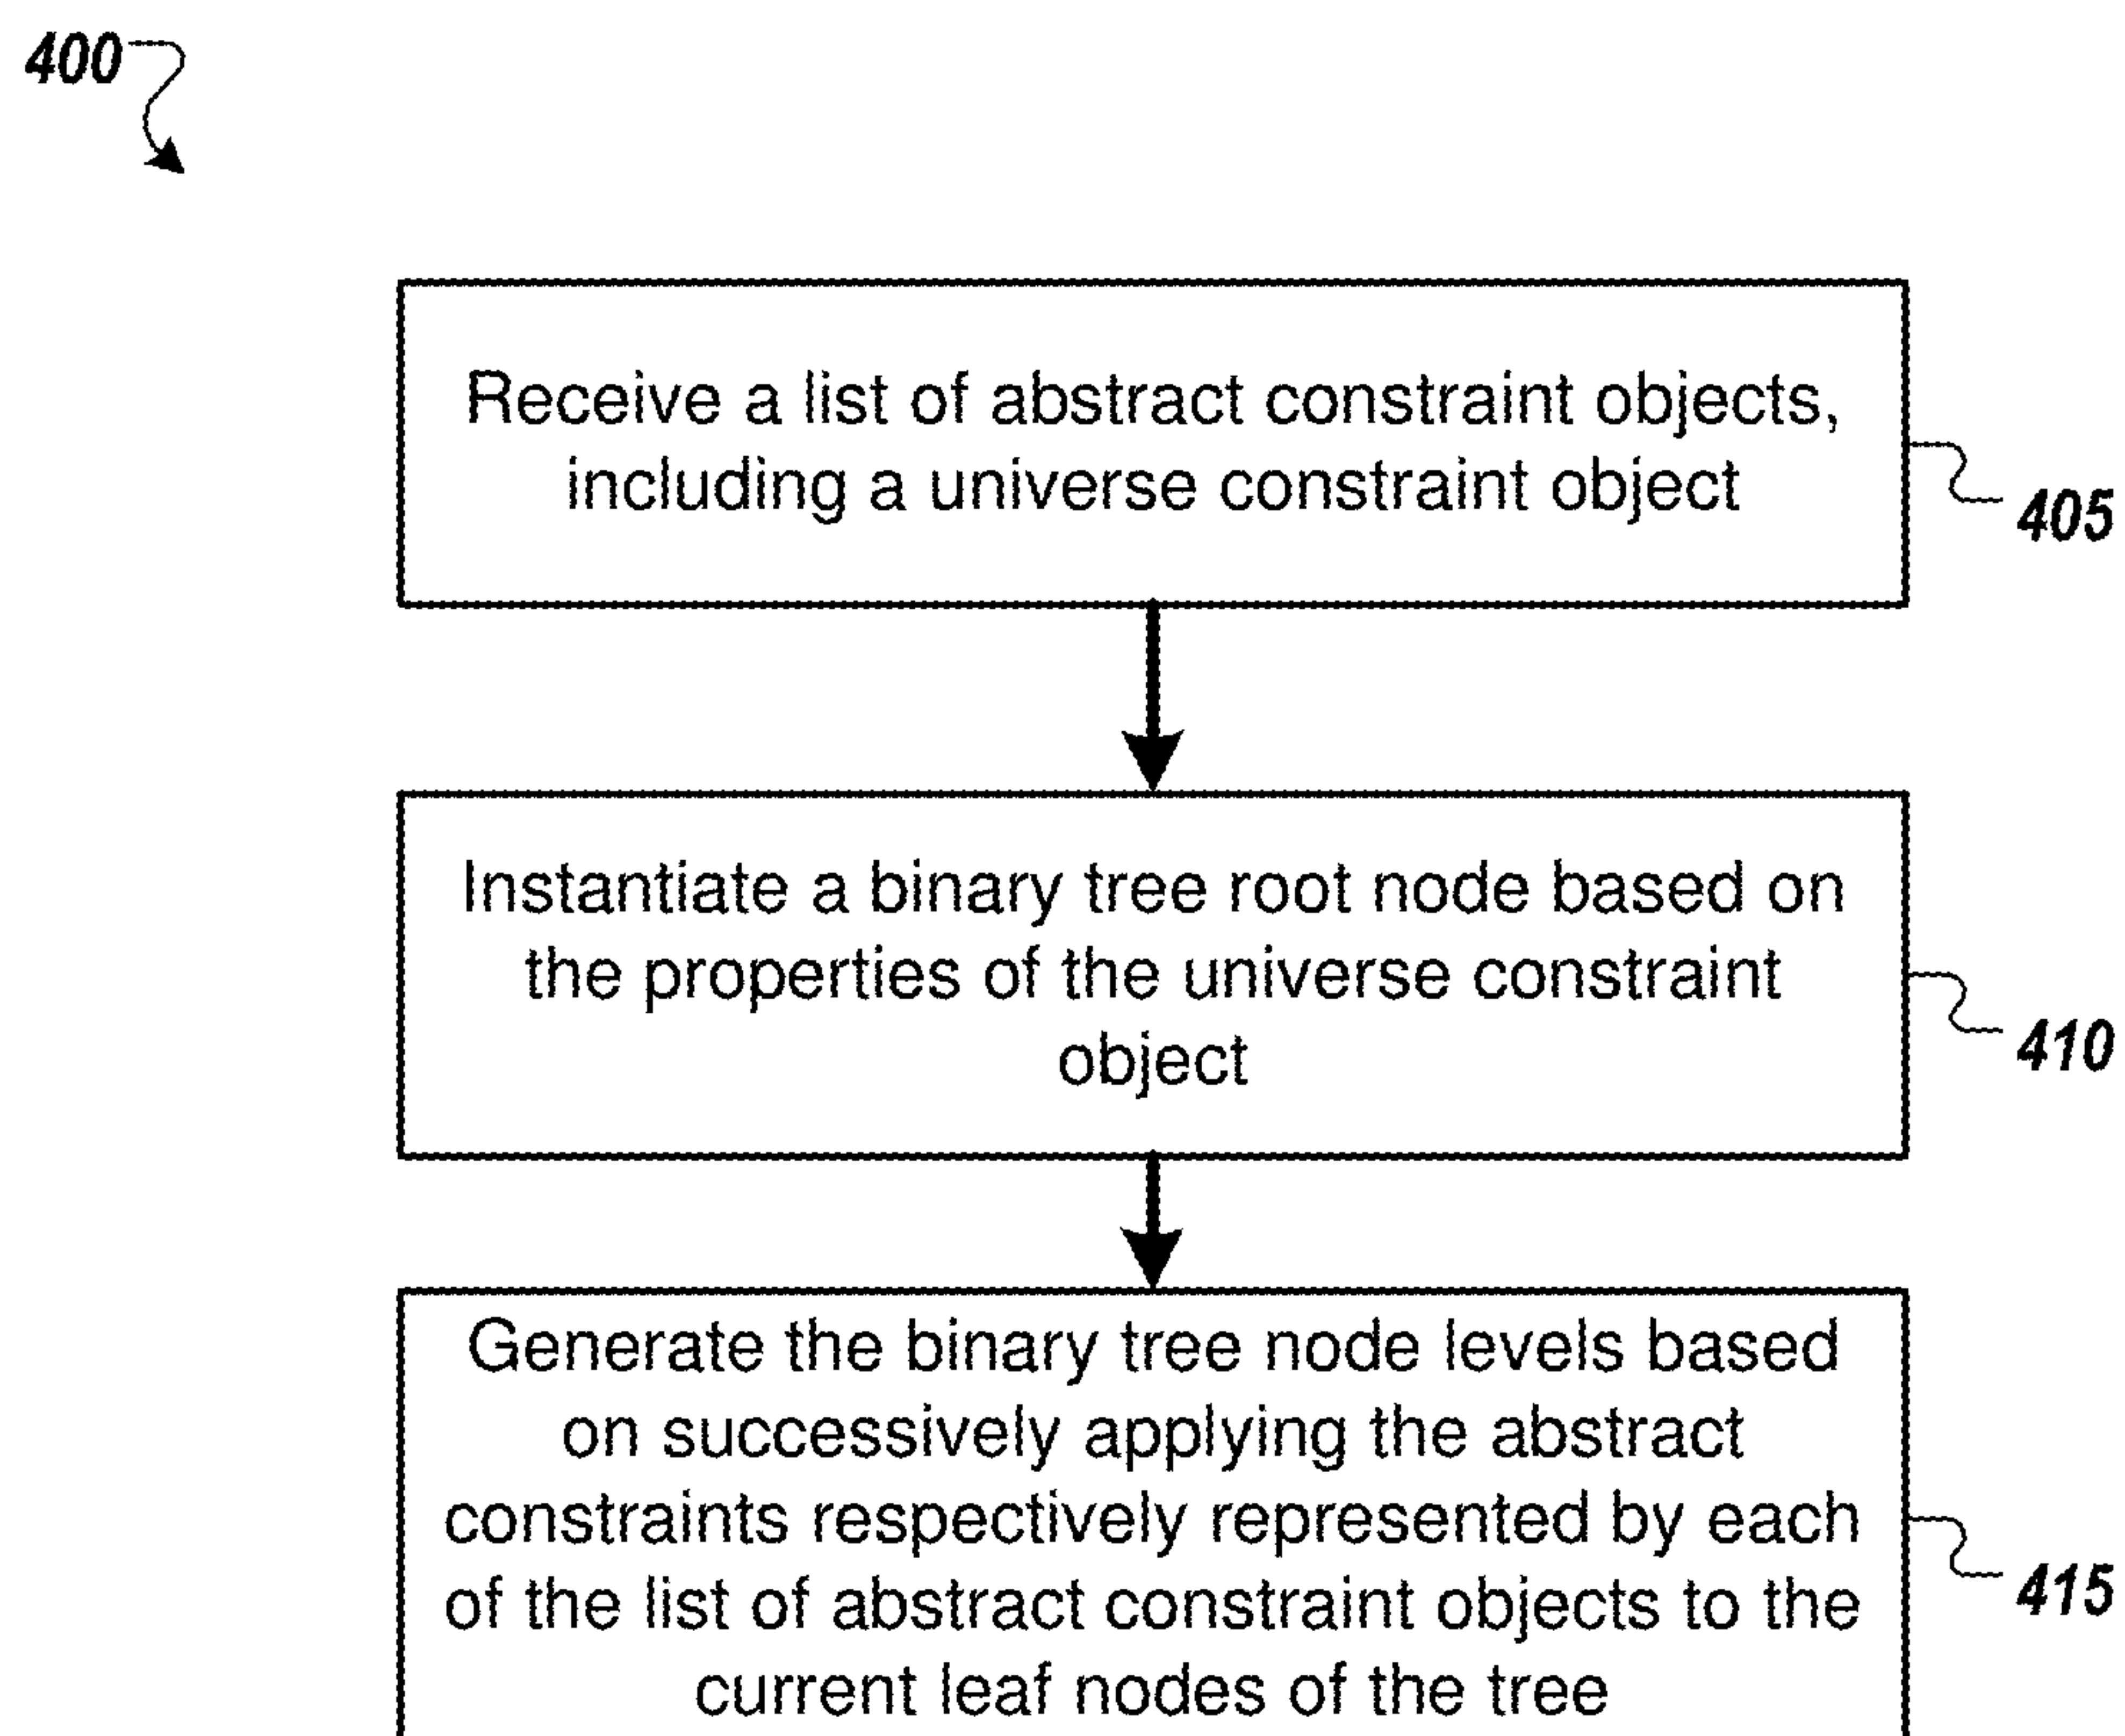 400
Receive a list of abstract constraint objects,
including a universe constraint object
405
Instantiate a binary tree root node based on
the properties of the universe constraint
object
410
Generate the binary tree node levels based
on successively applying the abstract
constraints respectively represented by each
of the list of abstract constraint objects to the
current leaf nodes of the tree
415